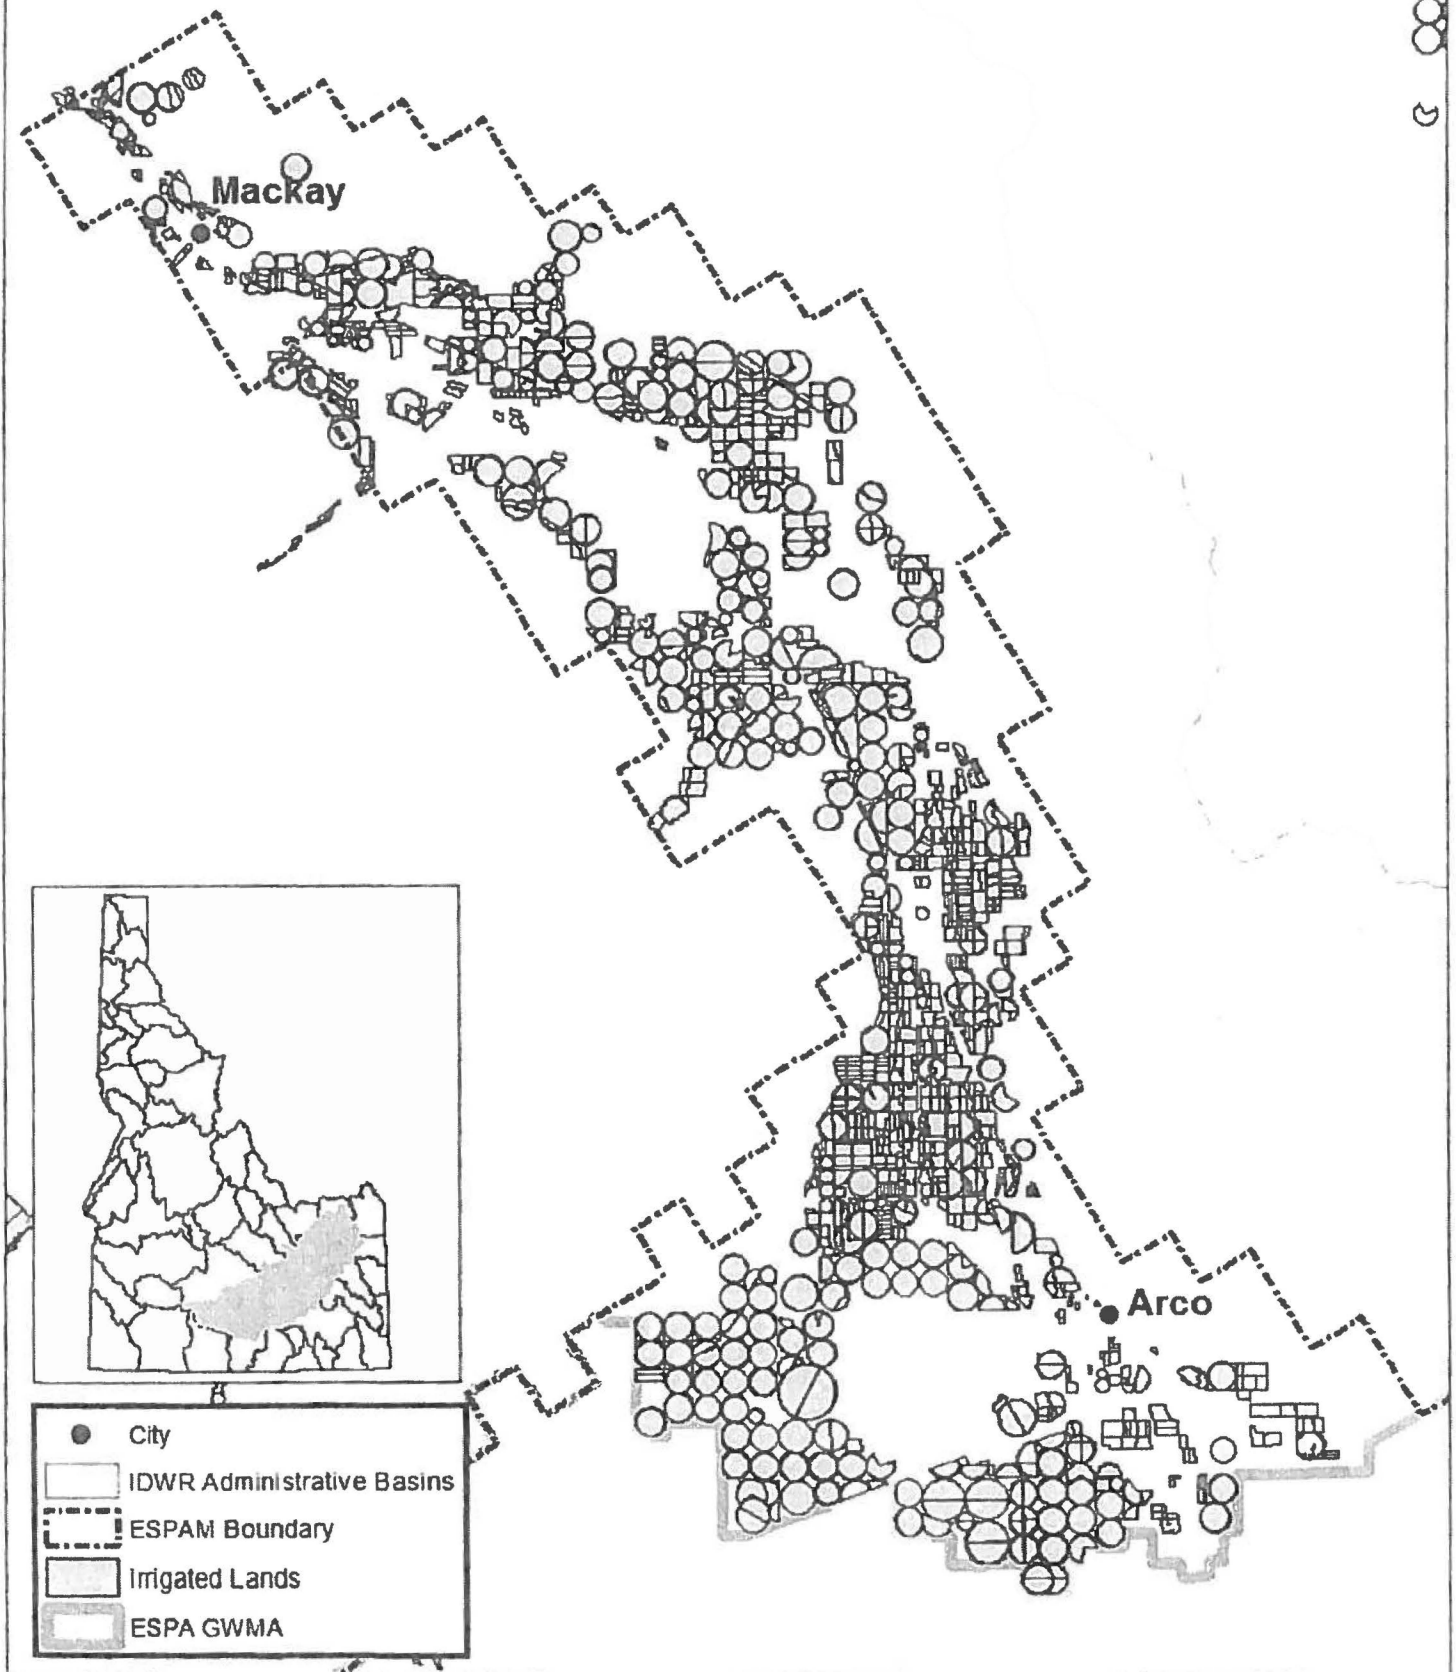 Mackay
Arco
City
IDWR Administrative Basins
ESPAM Boundary
Irrigated Lands
ESPA GWMA